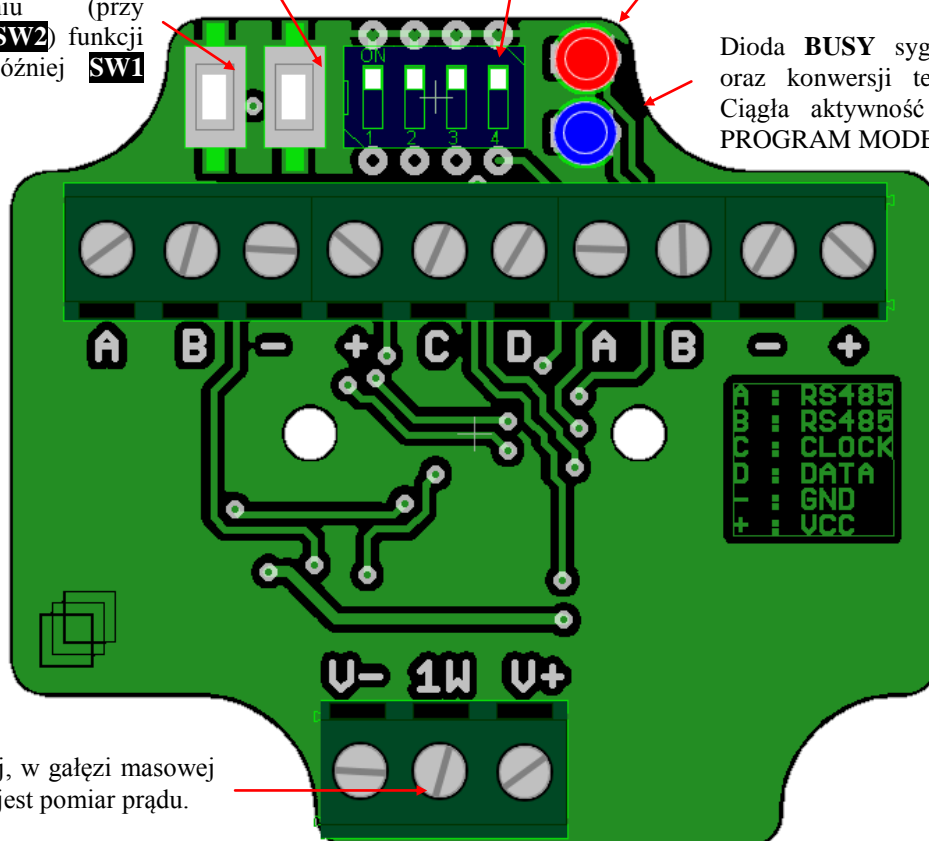 niu (przy
SW2) funkcji
óźniej SW1
Dioda BUSY syg
oraz konwersji te
Ciągła aktywność
PROGRAM MODE
ON
1 2 3 4
A B - + C D A B - +
A : RS485
B : RS485
C : CLOCK
D : DATA
- : GND
+ : VCC
V- 1W V+
j, w gałęzi masowej
jest pomiar prądu.